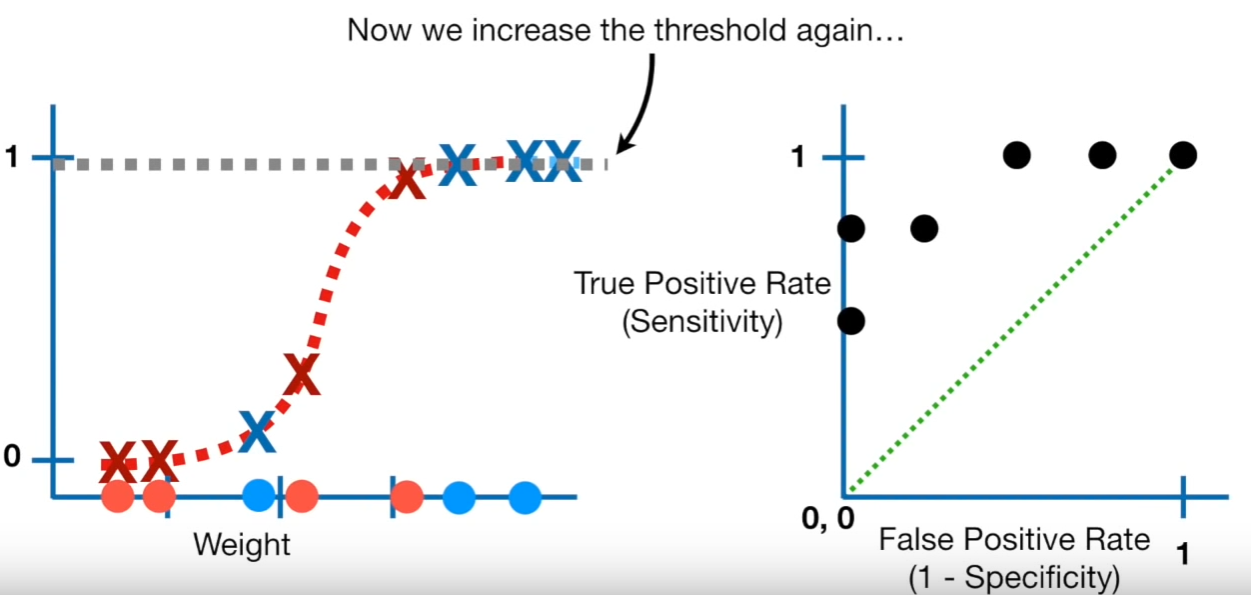 Now we increase the threshold again...
1
0
Weight
1
True Positive Rate
(Sensitivity)
0, 0
False Positive Rate
(1 - Specificity)
1